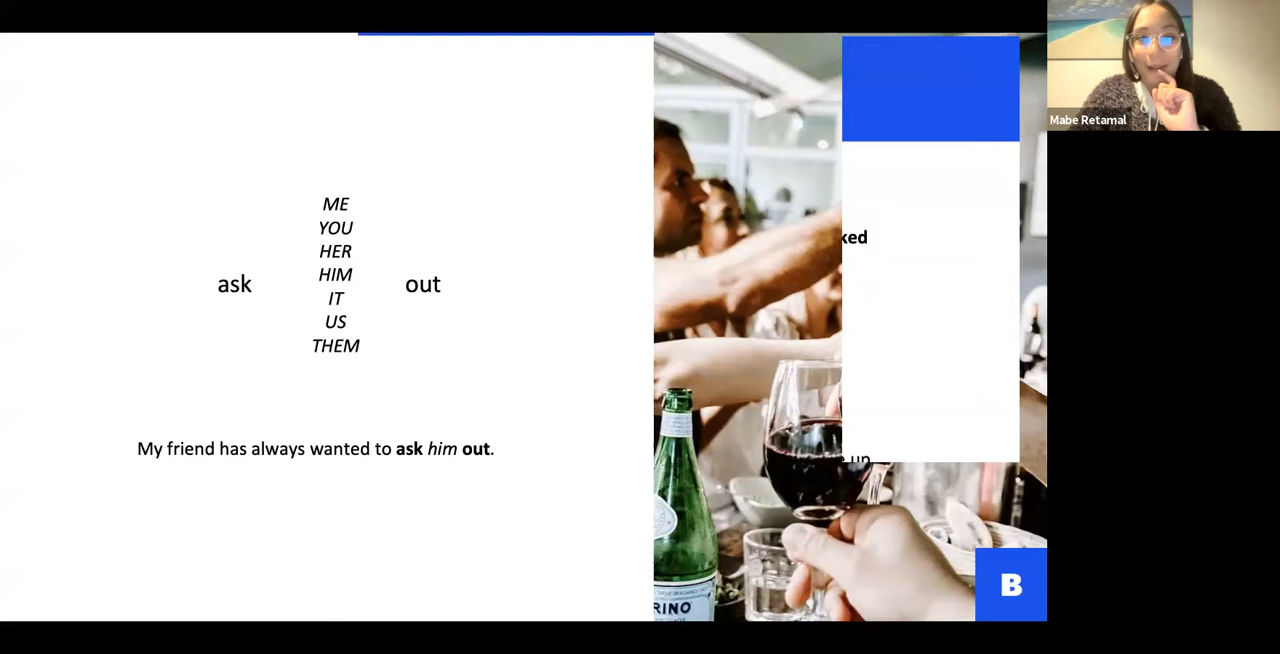 ME
YOU
HER
HIM
IT
US
THEM
ask
out
My friend has always wanted to ask him out.
ked
up
RINO
B
Mabe Retamal